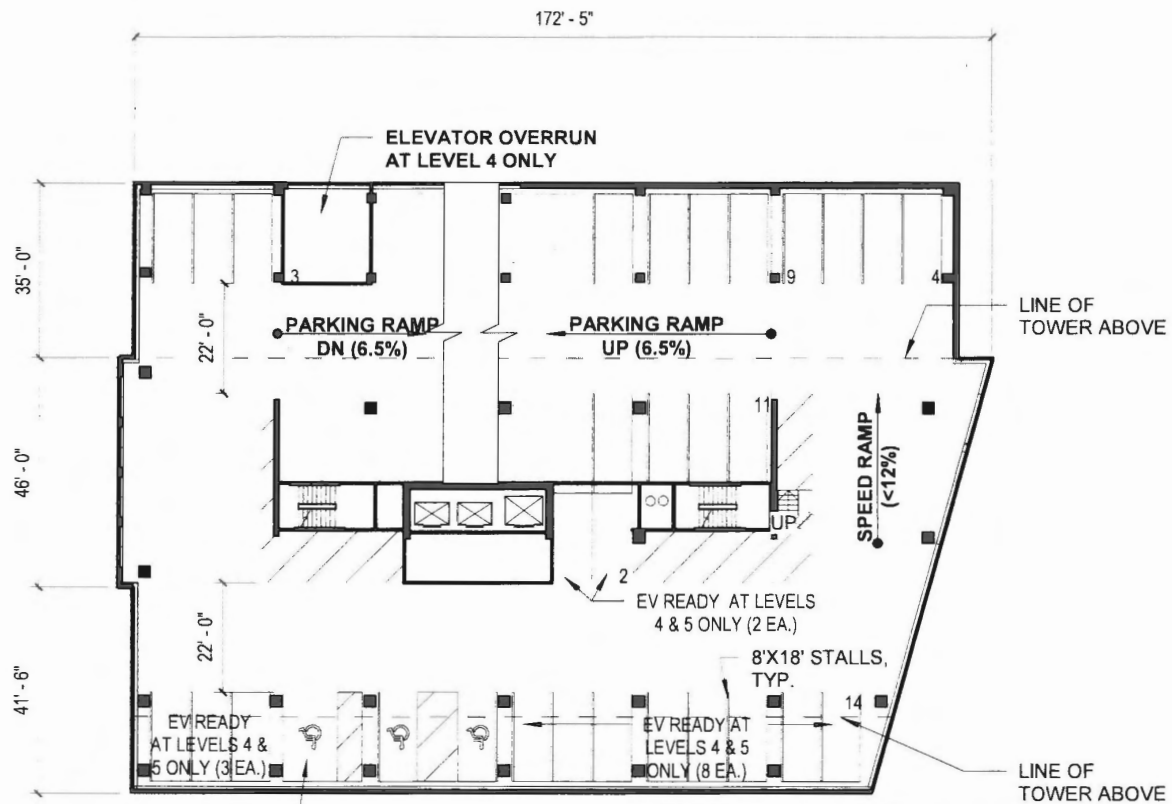 172' - 5"
ELEVATOR OVERRUN
AT LEVEL 4 ONLY
35' - 0"
3
9
4
LINE OF
TOWER ABOVE
22' - 0"
PARKING RAMP
DN (6.5%)
PARKING RAMP
UP (6.5%)
11
SPEED RAMP
(<12%)
46' - 0"
UP
2
EV READY AT LEVELS
4 & 5 ONLY (2 EA.)
22' - 0"
8'X18' STALLS,
TYP.
41' - 6"
14
EV READY
AT LEVELS 4 &
5 ONLY (3 EA.)
EV READY AT
LEVELS 4 & 5
ONLY (8 EA.)
LINE OF
TOWER ABOVE